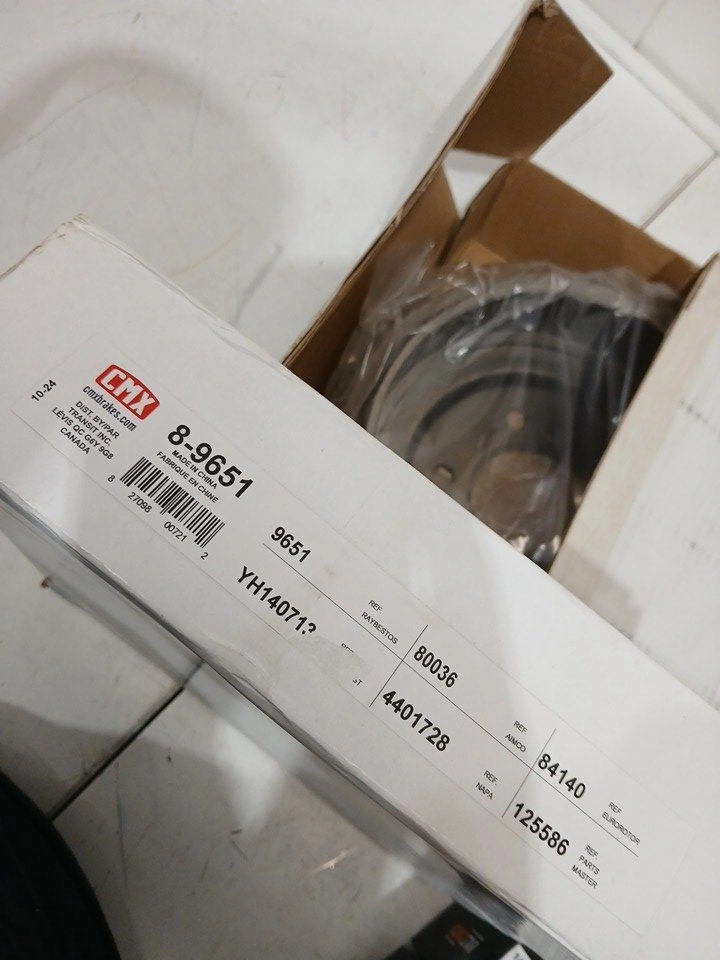 10-24
CMX
cmxbrakes.com
DIST. BY/PAR
TRANSIT INC.
LÉVIS QC G6Y 9G8
CANADA
8-9651
MADE IN CHINA
FABRIQUÉ EN CHINE
8 27098 00721 2
9651
REF.
RAYBESTOS
80036
REF.
AIMCO
84140
REF.
EUROROTOR
YH140713
4401728
REF.
NAPA
125586
REF.
PARTS
MASTER